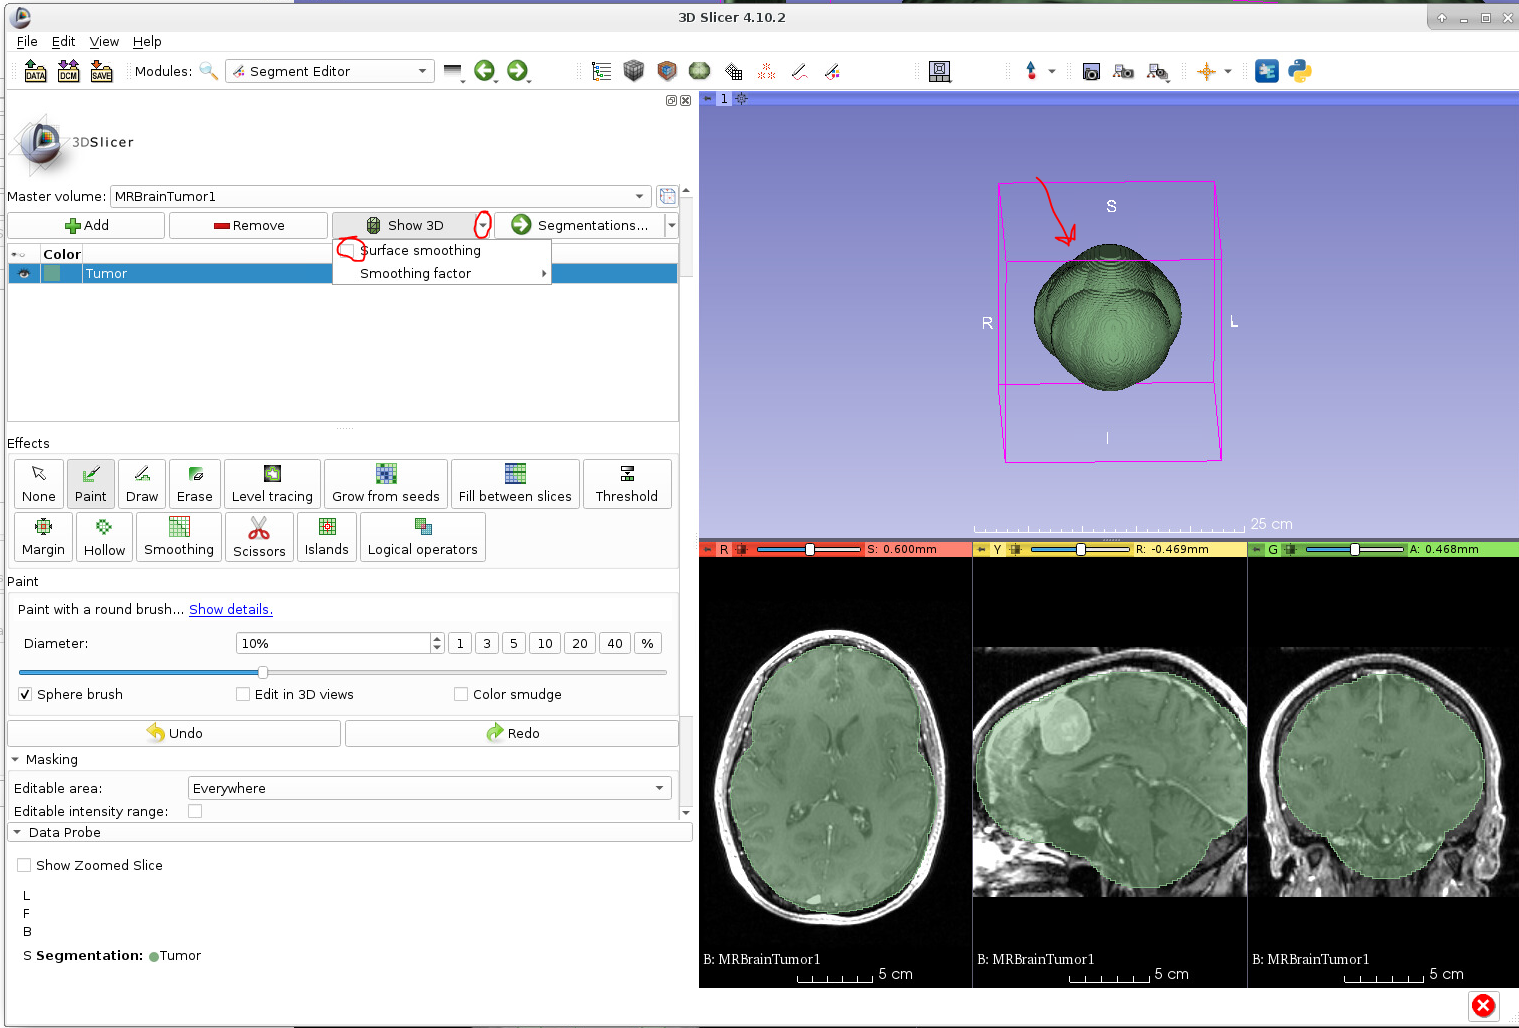 3D Slicer 4.10.2
File Edit View Help
DATA DCM SAVE Modules: Segment Editor
1
3DSlicer
Master volume: MRBrainTumor1
Add Remove Show 3D Segmentations...
Surface smoothing
Smoothing factor
Color
Tumor
S
R
L
I
25 cm
Effects
None Paint Draw Erase Level tracing Grow from seeds Fill between slices Threshold
Margin Hollow Smoothing Scissors Islands Logical operators
Paint
Paint with a round brush... Show details.
Diameter: 10% 1 3 5 10 20 40 %
Sphere brush Edit in 3D views Color smudge
Undo Redo
Masking
Editable area: Everywhere
Editable intensity range:
Data Probe
Show Zoomed Slice
L
F
B
S Segmentation: Tumor
R S: 0.600mm
Y R: -0.469mm
G A: 0.468mm
B: MRBrainTumor1
5 cm
B: MRBrainTumor1
5 cm
B: MRBrainTumor1
5 cm